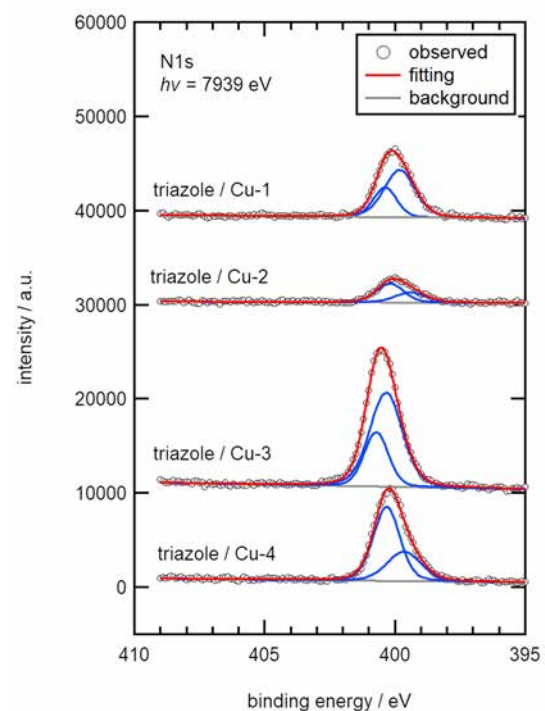 60000
N1s
hν = 7939 eV
observed
fitting
background
50000
triazole / Cu-1
40000
triazole / Cu-2
30000
intensity / a.u.
20000
triazole / Cu-3
10000
triazole / Cu-4
0
410 405 400 395
binding energy / eV